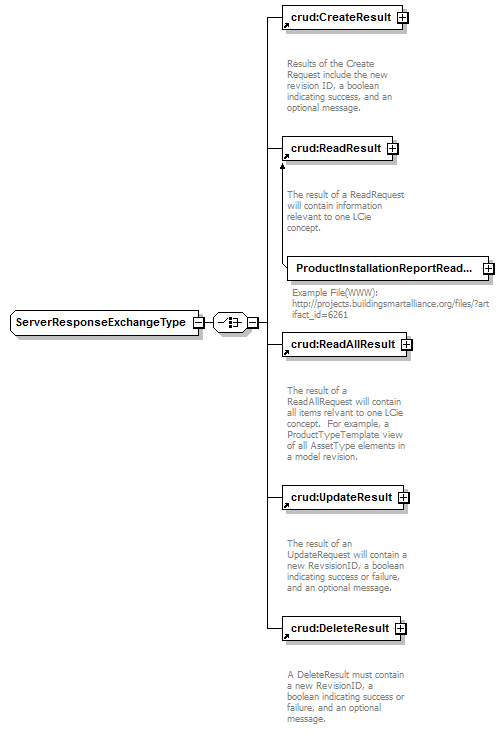 crud:CreateResult
Results of the Create
Request include the new
revision ID, a boolean
indicating success, and an
optional message.
crud:ReadResult
The result of a ReadRequest
will contain information
relevant to one LCie
concept.
ProductInstallationReportRead...
Example File(WWW):
http://projects.buildingsmartalliance.org/files/?art
ifact_id=6261
ServerResponseExchangeType
crud:ReadAllResult
The result of a
ReadAllRequest will contain
all items relvant to one LCie
concept.  For example, a
ProductTypeTemplate view
of all AssetType elements in
a model revision.
crud:UpdateResult
The result of an
UpdateRequest will contain a
new RevsisionID, a boolean
indicating success or failure,
and an optional message.
crud:DeleteResult
A DeleteResult must contain
a new RevisionID, a
boolean indicating success or
failure, and an optional
message.